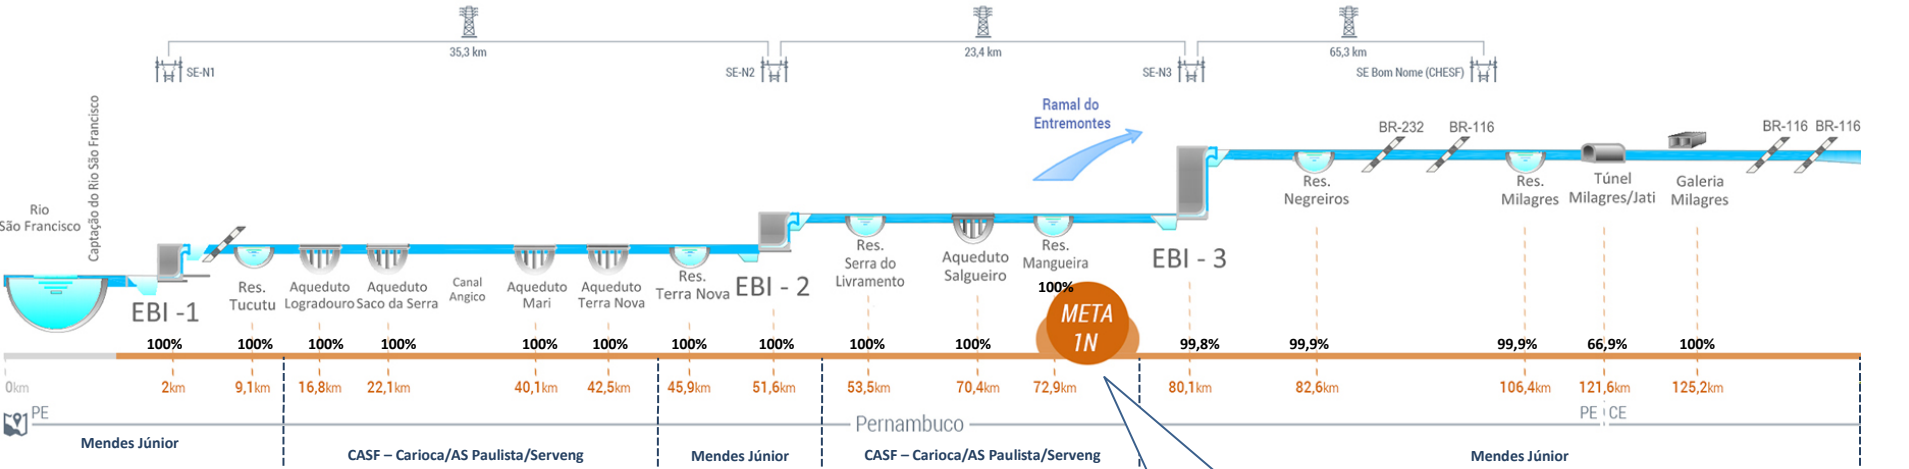 35,3 km
23,4 km
65,3 km
SE-N1
SE-N2
SE-N3
SE Bom Nome (CHESF)
Captação do Rio São Francisco
Ramal do
Entremontes
BR-232
BR-116
BR-116
BR-116
Rio
São Francisco
EBI -1
Res.
Tucutu
Aqueduto
Logradouro
Aqueduto
Saco da Serra
Canal
Angico
Aqueduto
Mari
Aqueduto
Terra Nova
Res.
Terra Nova
EBI - 2
Res.
Serra do
Livramento
Aqueduto
Salgueiro
Res.
Mangueira
EBI - 3
Res.
Negreiros
Res.
Milagres
Túnel
Milagres/Jati
Galeria
Milagres
100%
META
1N
100% 100% 100% 100% 100% 100% 100% 100% 100% 100% 99,8% 99,9% 99,9% 66,9% 100%
0km 2km 9,1km 16,8km 22,1km 40,1km 42,5km 45,9km 51,6km 53,5km 70,4km 72,9km 80,1km 82,6km 106,4km 121,6km 125,2km
PE
Pernambuco
PE CE
Mendes Júnior
CASF – Carioca/AS Paulista/Serveng
Mendes Júnior
CASF – Carioca/AS Paulista/Serveng
Mendes Júnior